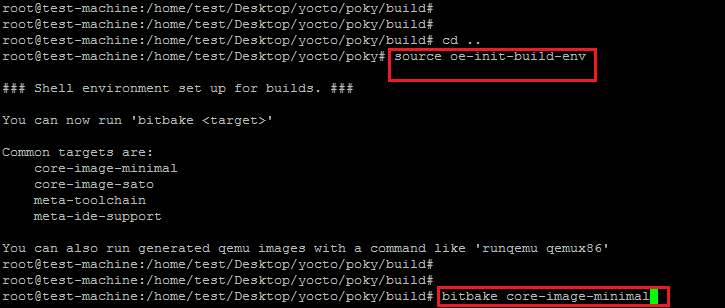 root@test-machine:/home/test/Desktop/yocto/poky/build#
root@test-machine:/home/test/Desktop/yocto/poky/build#
root@test-machine:/home/test/Desktop/yocto/poky/build# cd ..
root@test-machine:/home/test/Desktop/yocto/poky# source oe-init-build-env
### Shell environment set up for builds. ###
You can now run 'bitbake <target>'
Common targets are:
core-image-minimal
core-image-sato
meta-toolchain
meta-ide-support
You can also run generated qemu images with a command like 'runqemu qemux86'
root@test-machine:/home/test/Desktop/yocto/poky/build#
root@test-machine:/home/test/Desktop/yocto/poky/build#
root@test-machine:/home/test/Desktop/yocto/poky/build# bitbake core-image-minimal